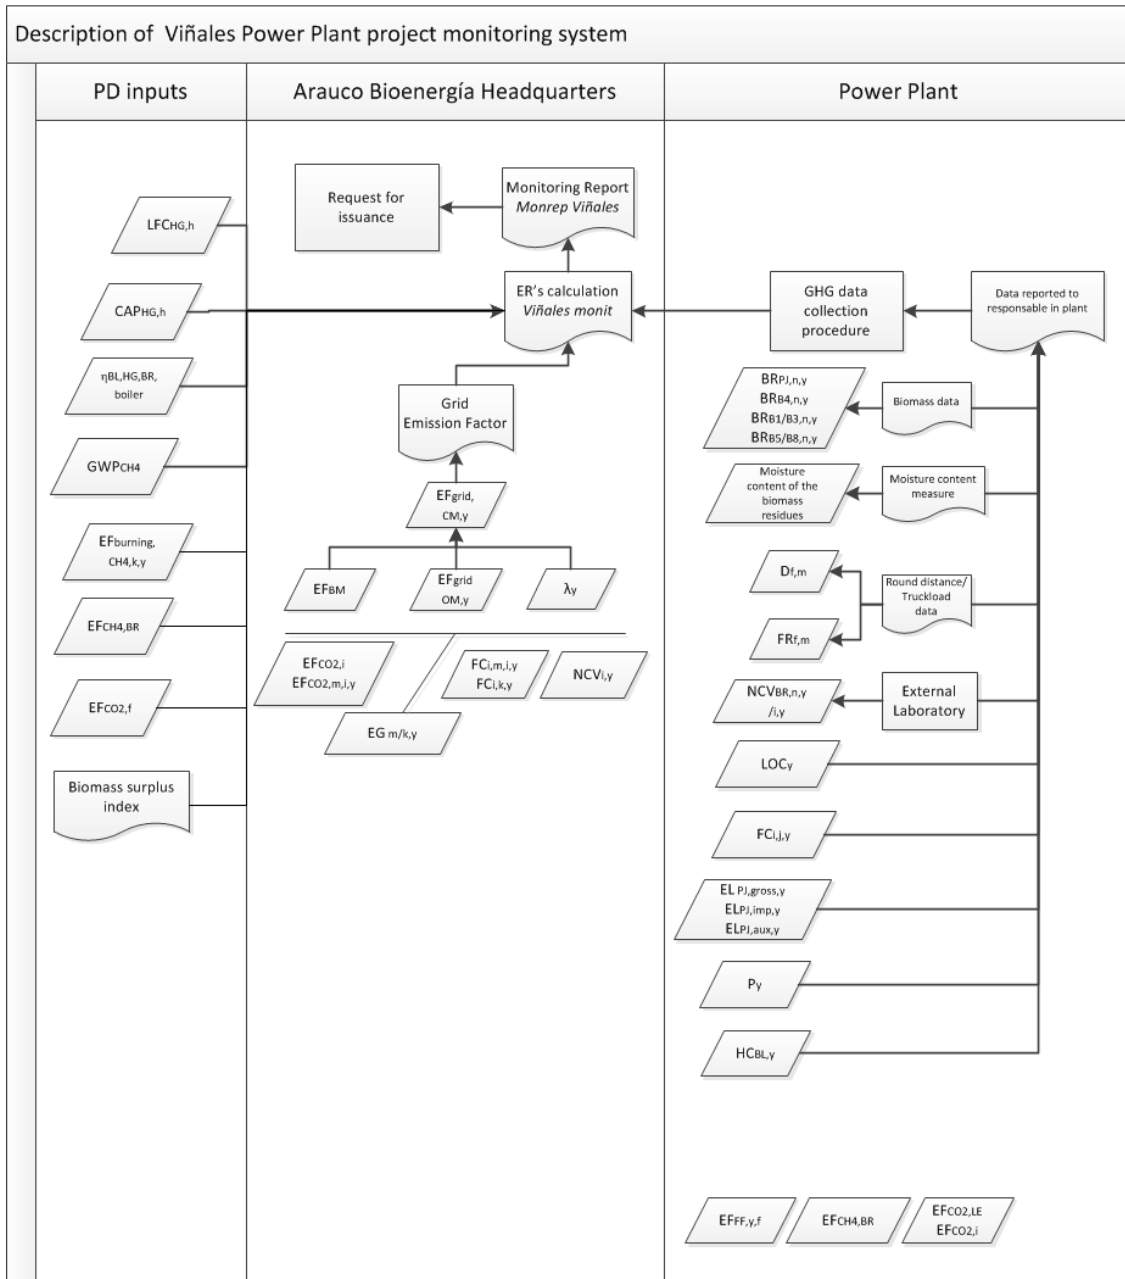 Description of Viñales Power Plant project monitoring system
PD inputs
Arauco Bioenergía Headquarters
Power Plant
LFCHG,h
CAPHG,h
ηBL,HG,BR,
boiler
GWPCH4
EFburning,
CH4,k,y
EFCH4,BR
EFCO2,f
Biomass surplus
index
Request for
issuance
Monitoring Report
Monrep Viñales
ER's calculation
Viñales monit
Grid
Emission Factor
EFgrid,
CM,y
EFBM
EFgrid
OM,y
λy
EFCO2,i
EFCO2,m,i,y
FCi,m,i,y
FCi,k,y
NCVi,y
EG m/k,y
GHG data
collection
procedure
Data reported to
responsable in plant
BRPJ,n,y
BRB4,n,y
BRB1/B3,n,y
BRB5/B8,n,y
Biomass data
Moisture
content of the
biomass
residues
Moisture content
measure
Df,m
FRf,m
Round distance/
Truckload
data
NCVBR,n,y
/i,y
External
Laboratory
LOCy
FCi,j,y
EL PJ,gross,y
ELPJ,imp,y
ELPJ,aux,y
Py
HCBL,y
EFFF,y,f
EFCH4,BR
EFCO2,LE
EFCO2,i